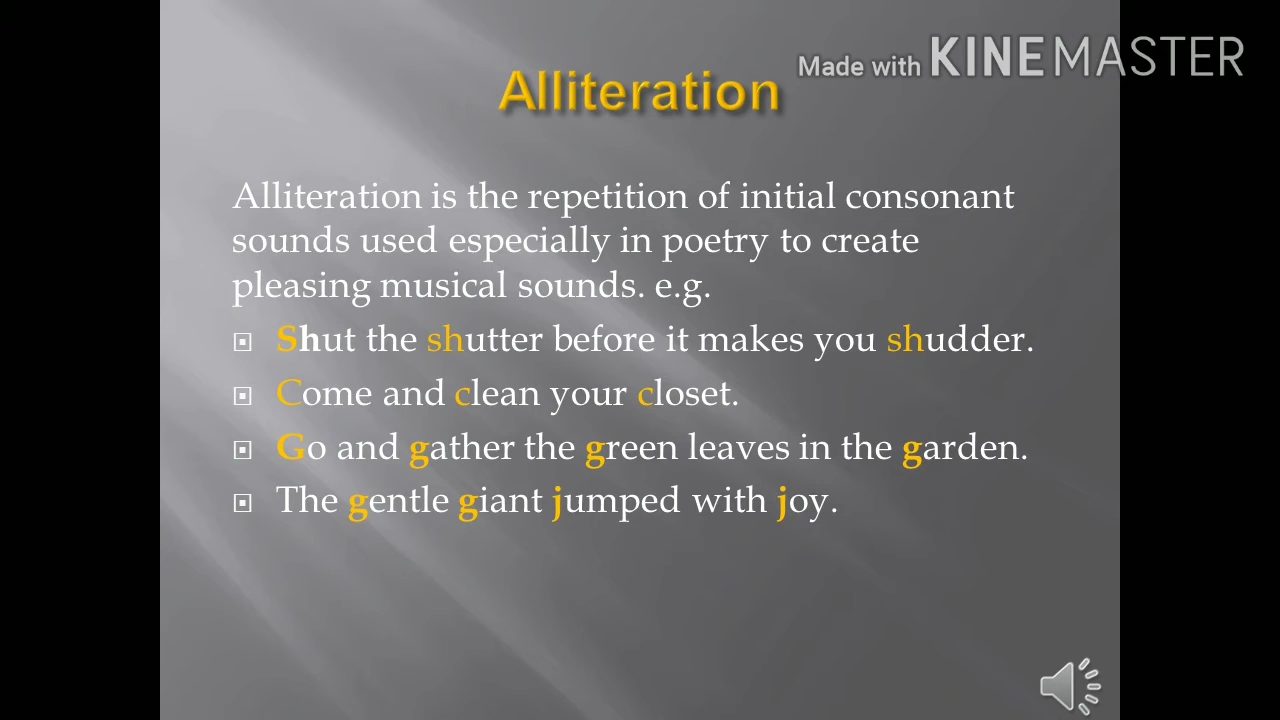 Made with KINEMASTER
Alliteration
Alliteration is the repetition of initial consonant
sounds used especially in poetry to create
pleasing musical sounds. e.g.
Shut the shutter before it makes you shudder.
Come and clean your closet.
Go and gather the green leaves in the garden.
The gentle giant jumped with joy.